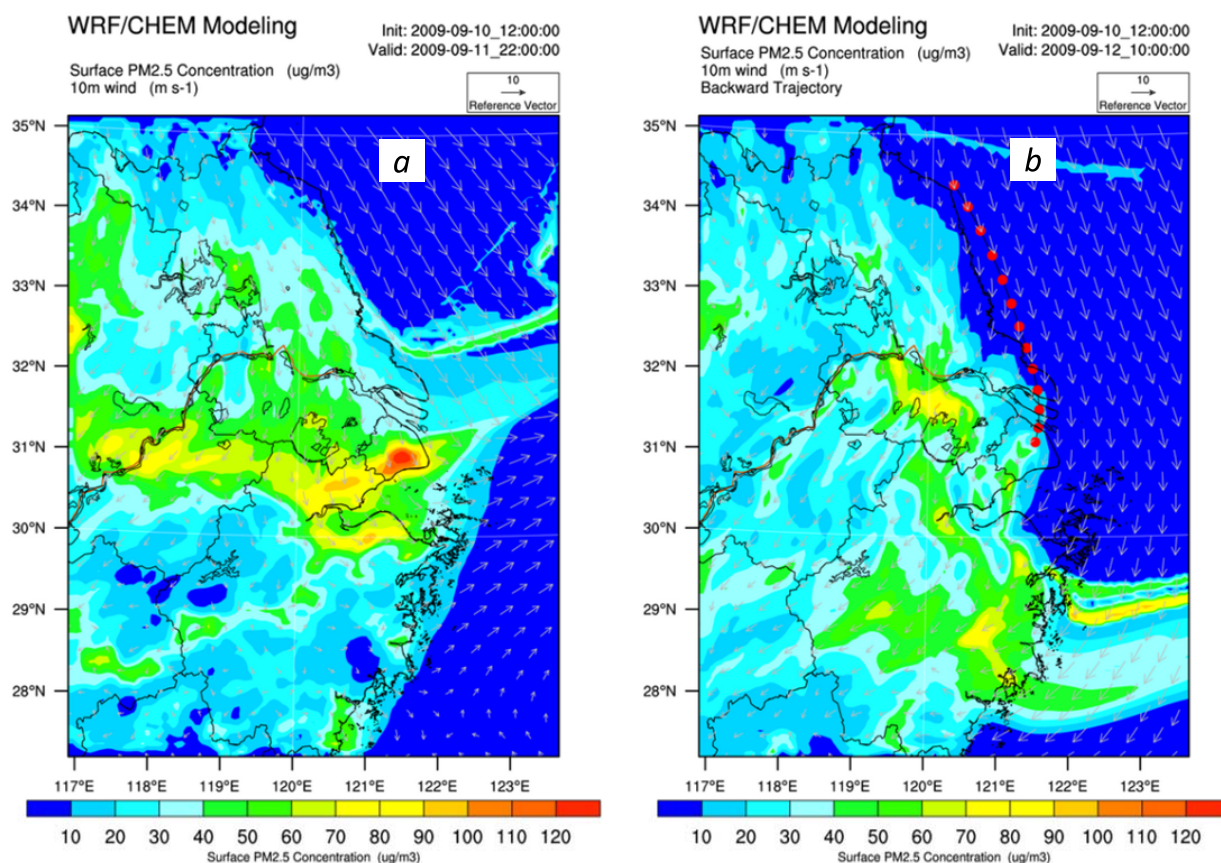 WRF/CHEM Modeling
Init: 2009-09-10_12:00:00
Valid: 2009-09-11_22:00:00
Surface PM2.5 Concentration (ug/m3)
10m wind (m s-1)
10
Reference Vector
a
35°N
34°N
33°N
32°N
31°N
30°N
29°N
28°N
117°E 118°E 119°E 120°E 121°E 122°E 123°E
10 20 30 40 50 60 70 80 90 100 110 120
Surface PM2.5 Concentration (ug/m3)
WRF/CHEM Modeling
Init: 2009-09-10_12:00:00
Valid: 2009-09-12_10:00:00
Surface PM2.5 Concentration (ug/m3)
10m wind (m s-1)
Backward Trajectory
10
Reference Vector
b
35°N
34°N
33°N
32°N
31°N
30°N
29°N
28°N
117°E 118°E 119°E 120°E 121°E 122°E 123°E
10 20 30 40 50 60 70 80 90 100 110 120
Surface PM2.5 Concentration (ug/m3)